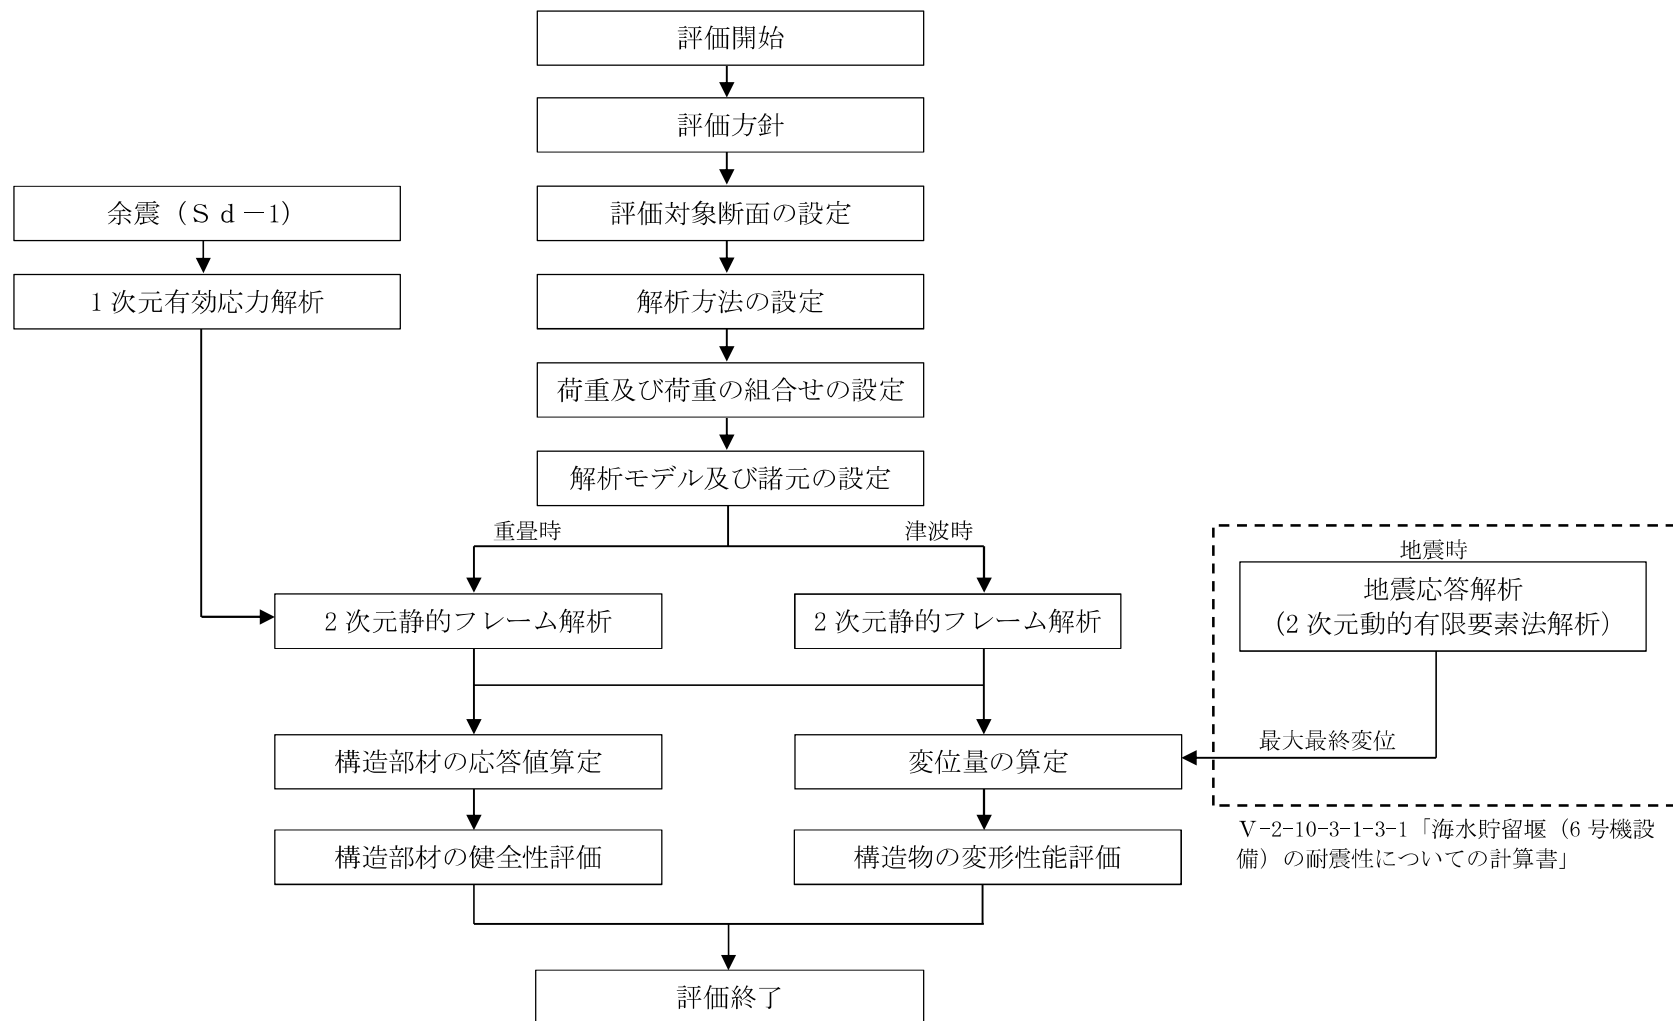 評価開始
評価方針
余震（Ｓｄ－1）
評価対象断面の設定
1 次元有効応力解析
解析方法の設定
荷重及び荷重の組合せの設定
解析モデル及び諸元の設定
重畳時
津波時
地震時
地震応答解析
（2 次元動的有限要素法解析）
2 次元静的フレーム解析
2 次元静的フレーム解析
最大最終変位
構造部材の応答値算定
変位量の算定
Ⅴ-2-10-3-1-3-1「海水貯留堰（6 号機設
備）の耐震性についての計算書」
構造部材の健全性評価
構造物の変形性能評価
評価終了